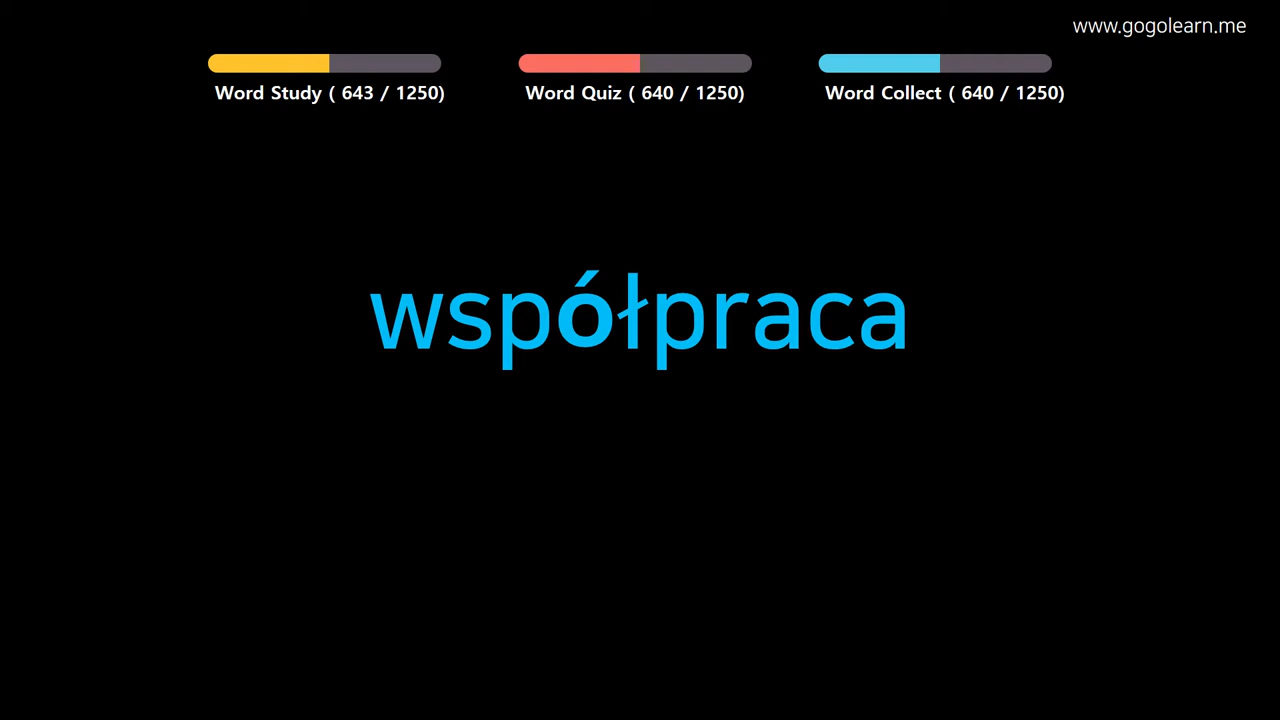 www.gogolearn.me
Word Study ( 643 / 1250)
Word Quiz ( 640 / 1250)
Word Collect ( 640 / 1250)
współpraca